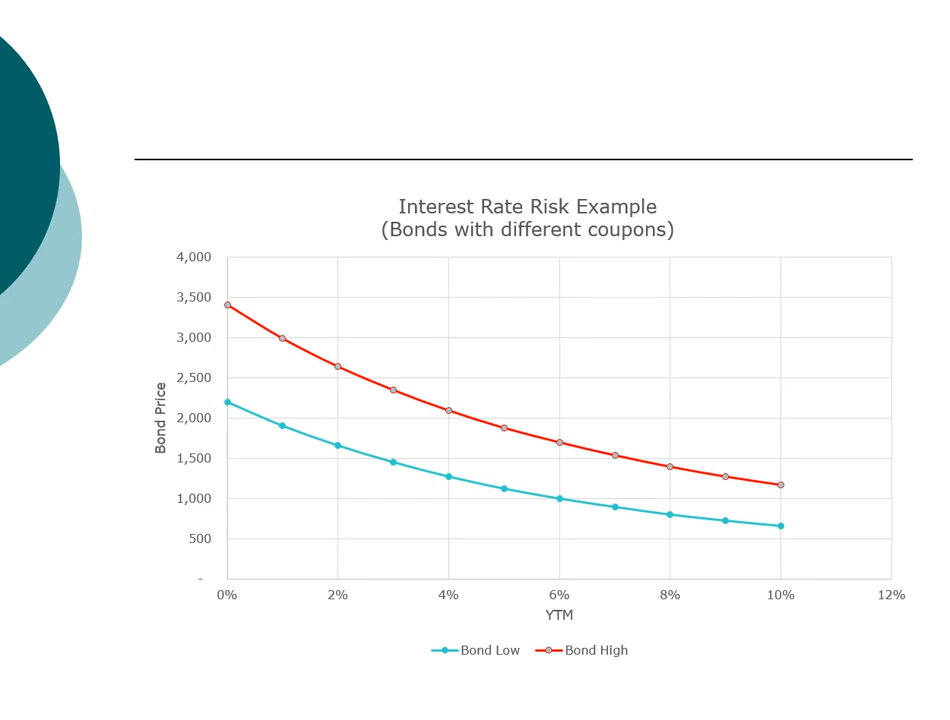 Interest Rate Risk Example
(Bonds with different coupons)
4,000
3,500
3,000
2,500
2,000
1,500
1,000
500
-
Bond Price
0% 2% 4% 6% 8% 10% 12%
YTM
Bond Low Bond High